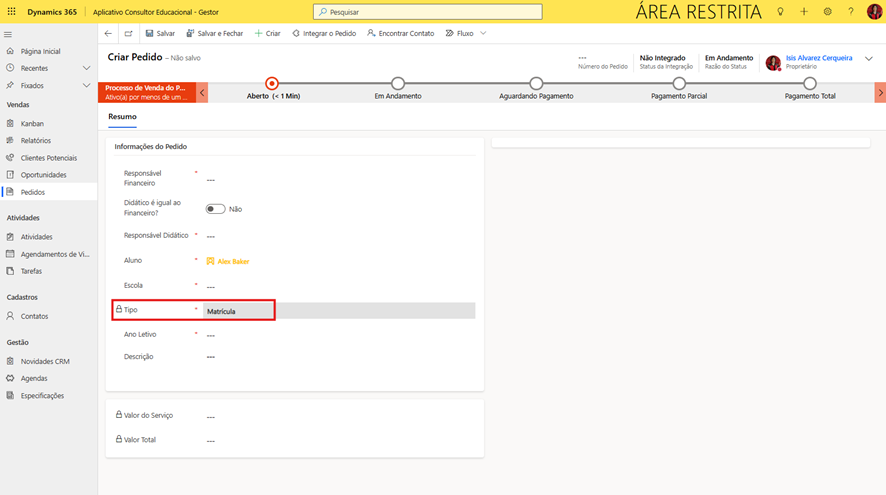 Dynamics 365
Aplicativo Consultor Educacional - Gestor
Pesquisar
ÁREA RESTRITA
Salvar
Salvar e Fechar
Criar
Integrar o Pedido
Encontrar Contato
Fluxo
Página Inicial
Recentes
Fixados
Vendas
Kanban
Relatórios
Clientes Potenciais
Oportunidades
Pedidos
Atividades
Atividades
Agendamentos de Vi...
Tarefas
Cadastros
Contatos
Gestão
Novidades CRM
Agendas
Especificações
Criar Pedido - Não salvo
---
Número do Pedido
Não Integrado
Status da Integração
Em Andamento
Razão do Status
Isis Alvarez Cerqueira
Proprietário
Processo de Venda do P...
Ativo(a) por menos de um ...
Aberto (< 1 Min)
Em Andamento
Aguardando Pagamento
Pagamento Parcial
Pagamento Total
Resumo
Informações do Pedido
Responsável Financeiro * ---
Didático é igual ao Financeiro? Não
Responsável Didático * ---
Aluno * Alex Baker
Escola * ---
Tipo * Matrícula
Ano Letivo * ---
Descrição ---
Valor do Serviço ---
Valor Total ---